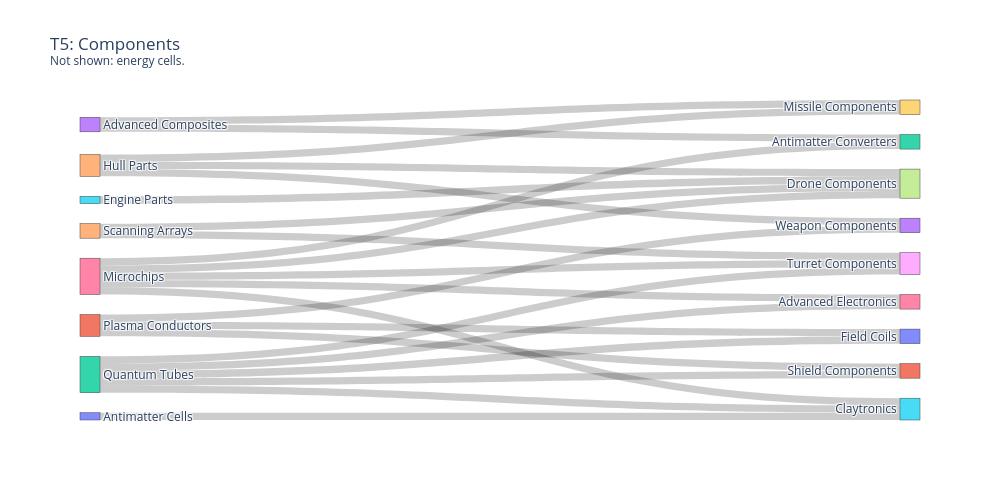 T5: Components
Not shown: energy cells.
Advanced Composites
Hull Parts
Engine Parts
Scanning Arrays
Microchips
Plasma Conductors
Quantum Tubes
Antimatter Cells
Missile Components
Antimatter Converters
Drone Components
Weapon Components
Turret Components
Advanced Electronics
Field Coils
Shield Components
Claytronics